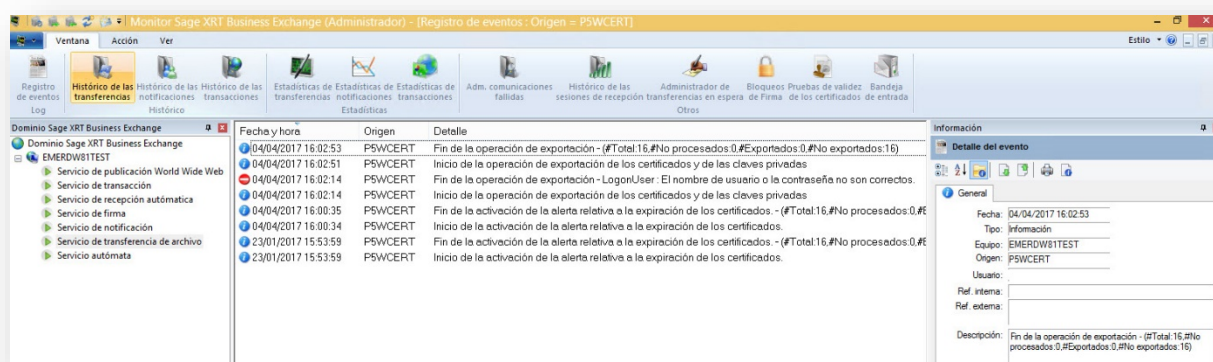 Monitor Sage XRT Business Exchange (Administrador) - [Registro de eventos : Origen = P5WCERT]
Ventana Acción Ver
Estilo
Registro de eventos
Histórico de las transferencias
Histórico de las notificaciones
Histórico de las transacciones
Estadísticas de transferencias
Estadísticas de notificaciones
Estadísticas de transacciones
Adm. comunicaciones fallidas
Histórico de las sesiones de recepción
Administrador de transferencias en espera
Bloqueos de Firma
Pruebas de validez de los certificados
Bandeja de entrada
Log Histórico Estadísticas Otros
Dominio Sage XRT Business Exchange
Dominio Sage XRT Business Exchange
EMERDW81TEST
Servicio de publicación World Wide Web
Servicio de transacción
Servicio de recepción autómatica
Servicio de firma
Servicio de notificación
Servicio de transferencia de archivo
Servicio autómata
Fecha y hora Origen Detalle
04/04/2017 16:02:53 P5WCERT Fin de la operación de exportación - (#Total:16,#No procesados:0,#Exportados:0,#No exportados:16)
04/04/2017 16:02:51 P5WCERT Inicio de la operación de exportación de los certificados y de las claves privadas
04/04/2017 16:02:14 P5WCERT Fin de la operación de exportación - LogonUser : El nombre de usuario o la contraseña no son correctos.
04/04/2017 16:02:14 P5WCERT Inicio de la operación de exportación de los certificados y de las claves privadas
04/04/2017 16:00:35 P5WCERT Fin de la activación de la alerta relativa a la expiración de los certificados. - (#Total:16,#No procesados:0,#E
04/04/2017 16:00:34 P5WCERT Inicio de la activación de la alerta relativa a la expiración de los certificados.
23/01/2017 15:53:59 P5WCERT Fin de la activación de la alerta relativa a la expiración de los certificados. - (#Total:16,#No procesados:0,#E
23/01/2017 15:53:59 P5WCERT Inicio de la activación de la alerta relativa a la expiración de los certificados.
Información
Detalle del evento
General
Fecha: 04/04/2017 16:02:53
Tipo: Información
Equipo: EMERDW81TEST
Origen: P5WCERT
Usuario:
Ref. interna:
Ref. externa:
Descripción: Fin de la operación de exportación - (#Total:16,#No
procesados:0,#Exportados:0,#No exportados:16)